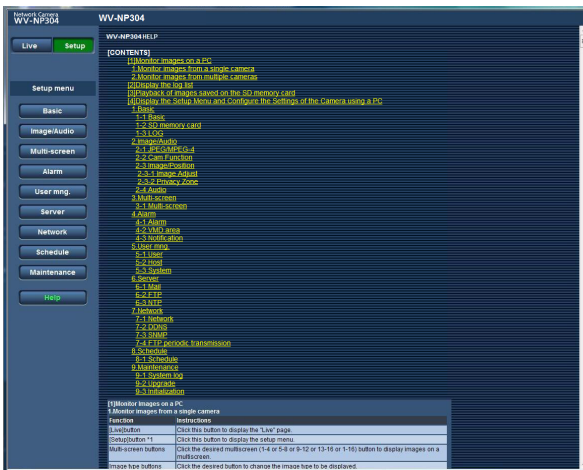 Network Camera
WV-NP304
WV-NP304
Live
Setup
Setup menu
Basic
Image/Audio
Multi-screen
Alarm
User mng.
Server
Network
Schedule
Maintenance
Help
WV-NP304 HELP
[CONTENTS]
[1]Monitor Images on a PC
1.Monitor images from a single camera
2.Monitor images from multiple cameras
[2]Display the log list
[3]Playback of images saved on the SD memory card
[4]Display the Setup Menu and Configure the Settings of the Camera using a PC
1.Basic
1-1 Basic
1-2 SD memory card
1-3 LOG
2.Image/Audio
2-1 JPEG/MPEG-4
2-2 Cam Function
2-3 Image/Position
2-3-1 Image Adjust
2-3-2 Privacy Zone
2-4 Audio
3.Multi-screen
3-1 Multi-screen
4.Alarm
4-1 Alarm
4-2 VMD area
4-3 Notification
5.User mng.
5-1 User
5-2 Host
5-3 System
6.Server
6-1 Mail
6-2 FTP
6-3 NTP
7.Network
7-1 Network
7-2 DDNS
7-3 SNMP
7-4 FTP periodic transmission
8.Schedule
8-1 Schedule
9.Maintenance
9-1 System log
9-2 Upgrade
9-3 Initialization
[1]Monitor Images on a PC
1.Monitor images from a single camera
Function Instructions
[Live]button Click this button to display the "Live" page.
[Setup]button *1 Click this button to display the setup menu.
Multi-screen buttons Click the desired multiscreen (1-4 or 5-8 or 9-12 or 13-16 or 1-16) button to display images on a
multiscreen.
Image type buttons Click the desired button to change the image type to be displayed.